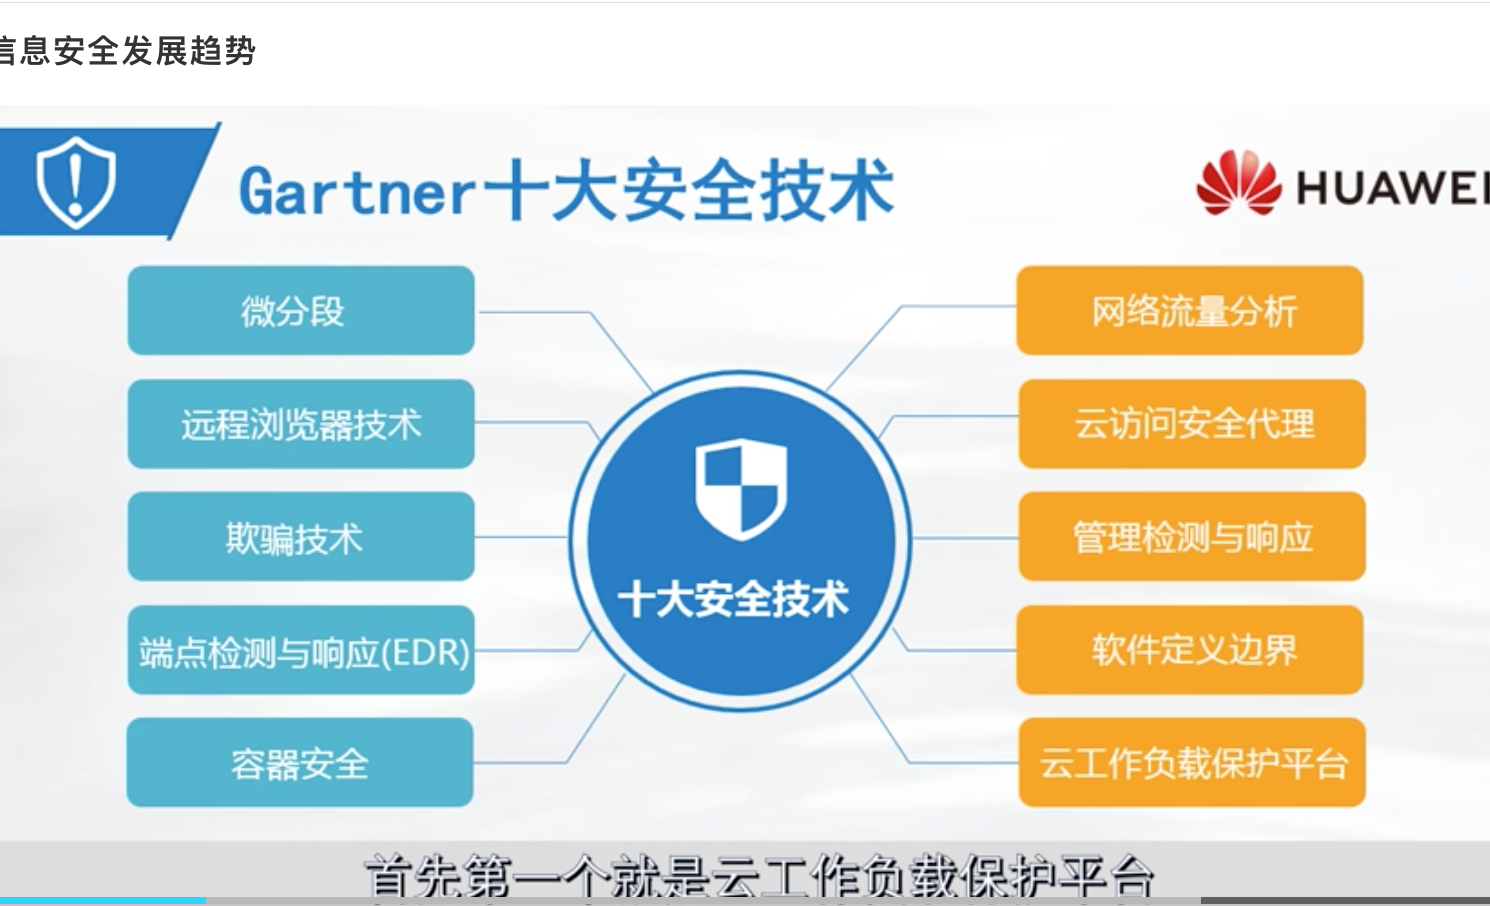 信息安全发展趋势
Gartner十大安全技术
HUAWEI
微分段
网络流量分析
远程浏览器技术
云访问安全代理
欺骗技术
管理检测与响应
十大安全技术
端点检测与响应(EDR)
软件定义边界
容器安全
云工作负载保护平台
首先第一个就是云工作负载保护平台